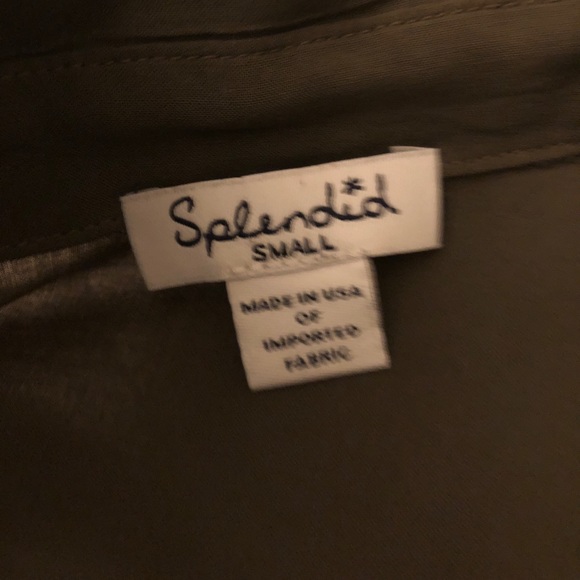 Splendid
SMALL
MADE IN USA
OF
IMPORTED
FABRIC